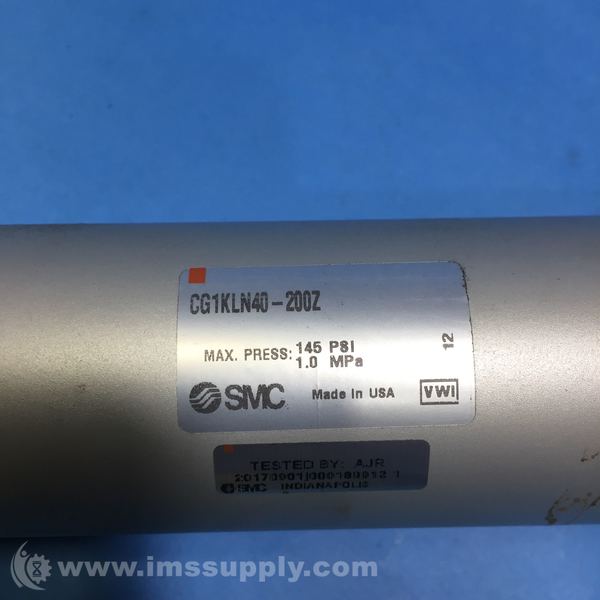 CG1KLN40-200Z
MAX. PRESS: 145 PSI
1.0 MPa
12
SMC Made in USA VWI
TESTED BY: AJR
SMC INDIANAPOLIS
www.imssupply.com